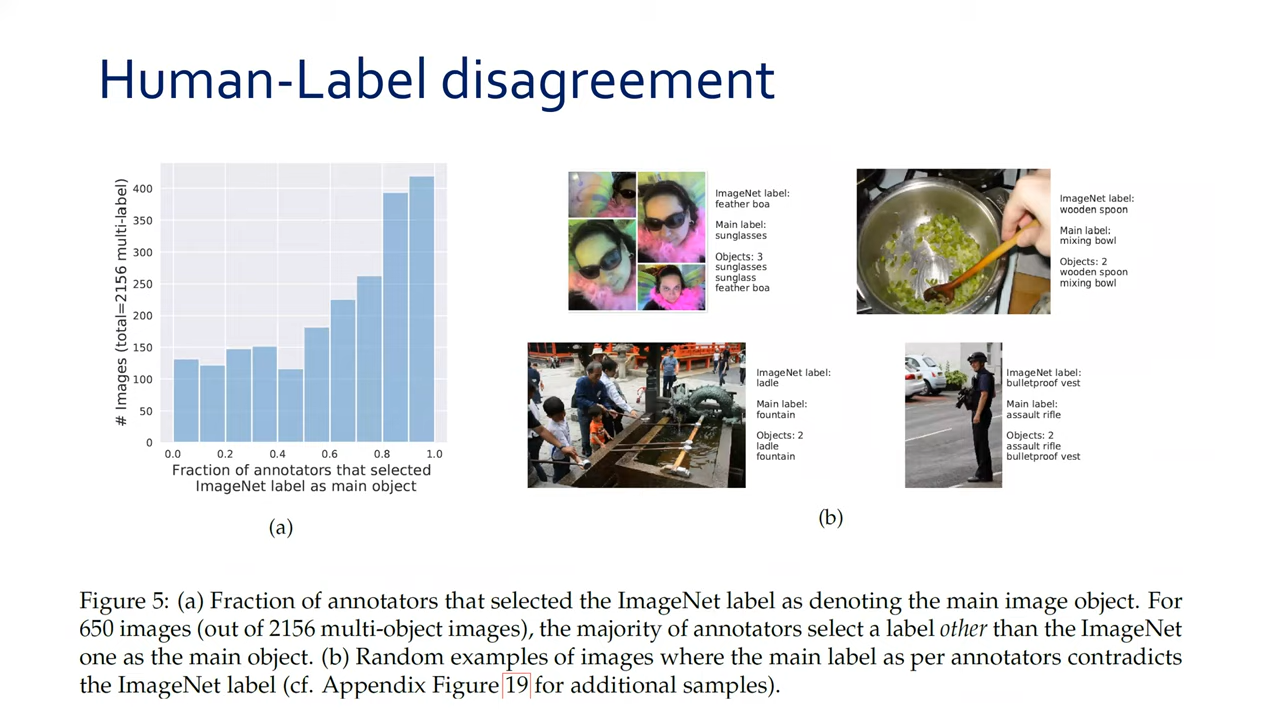 Human-Label disagreement
# Images (total=2156 multi-label)
400
350
300
250
200
150
100
50
0
0.0 0.2 0.4 0.6 0.8 1.0
Fraction of annotators that selected
ImageNet label as main object
(a)
ImageNet label:
feather boa
Main label:
sunglasses
Objects: 3
sunglasses
sunglass
feather boa
ImageNet label:
wooden spoon
Main label:
mixing bowl
Objects: 2
wooden spoon
mixing bowl
ImageNet label:
ladle
Main label:
fountain
Objects: 2
ladle
fountain
ImageNet label:
bulletproof vest
Main label:
assault rifle
Objects: 2
assault rifle
bulletproof vest
(b)
Figure 5: (a) Fraction of annotators that selected the ImageNet label as denoting the main image object. For
650 images (out of 2156 multi-object images), the majority of annotators select a label other than the ImageNet
one as the main object. (b) Random examples of images where the main label as per annotators contradicts
the ImageNet label (cf. Appendix Figure 19 for additional samples).